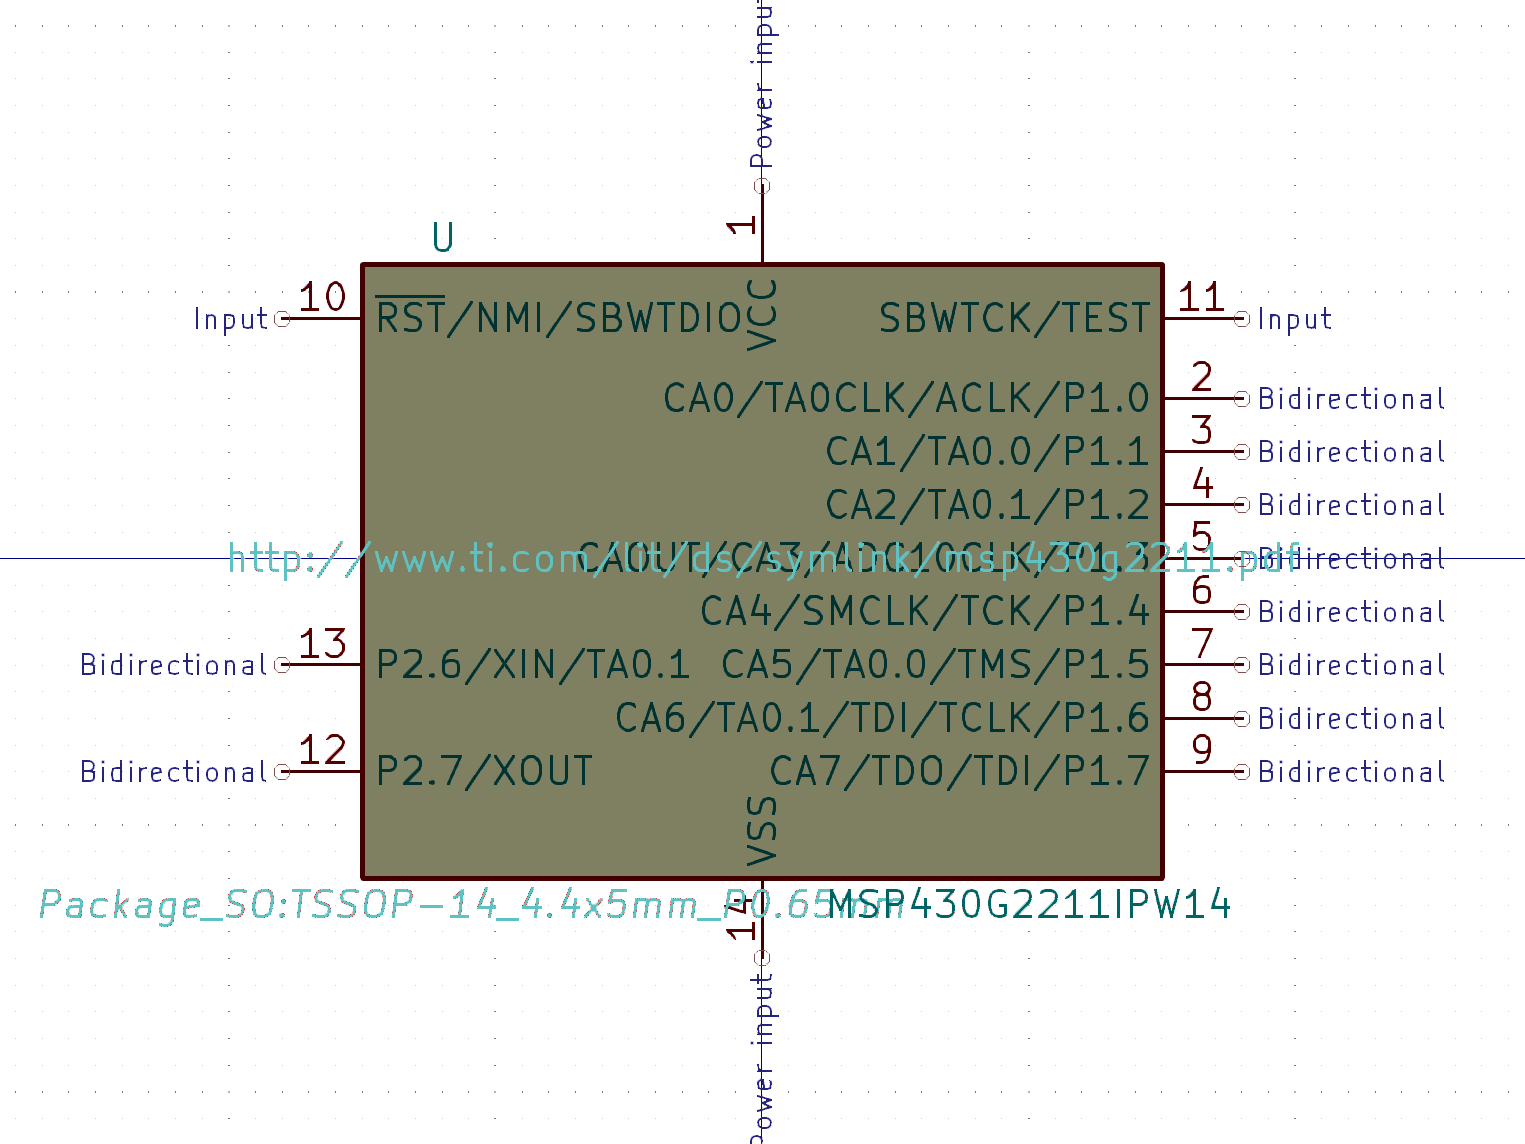 Power input
1
U
VCC
Input 10 RST/NMI/SBWTDIO SBWTCK/TEST 11 Input
CA0/TA0CLK/ACLK/P1.0 2 Bidirectional
CA1/TA0.0/P1.1 3 Bidirectional
CA2/TA0.1/P1.2 4 Bidirectional
CAOUT/CA3/ADC10CLK/P1.3 5 Bidirectional
http://www.ti.com/lit/ds/symlink/msp430g2211.pdf
CA4/SMCLK/TCK/P1.4 6 Bidirectional
Bidirectional 13 P2.6/XIN/TA0.1 CA5/TA0.0/TMS/P1.5 7 Bidirectional
CA6/TA0.1/TDI/TCLK/P1.6 8 Bidirectional
Bidirectional 12 P2.7/XOUT CA7/TDO/TDI/P1.7 9 Bidirectional
VSS
Package_SO:TSSOP-14_4.4x5mm_P0.65mm
MSP430G2211IPW14
14
Power input